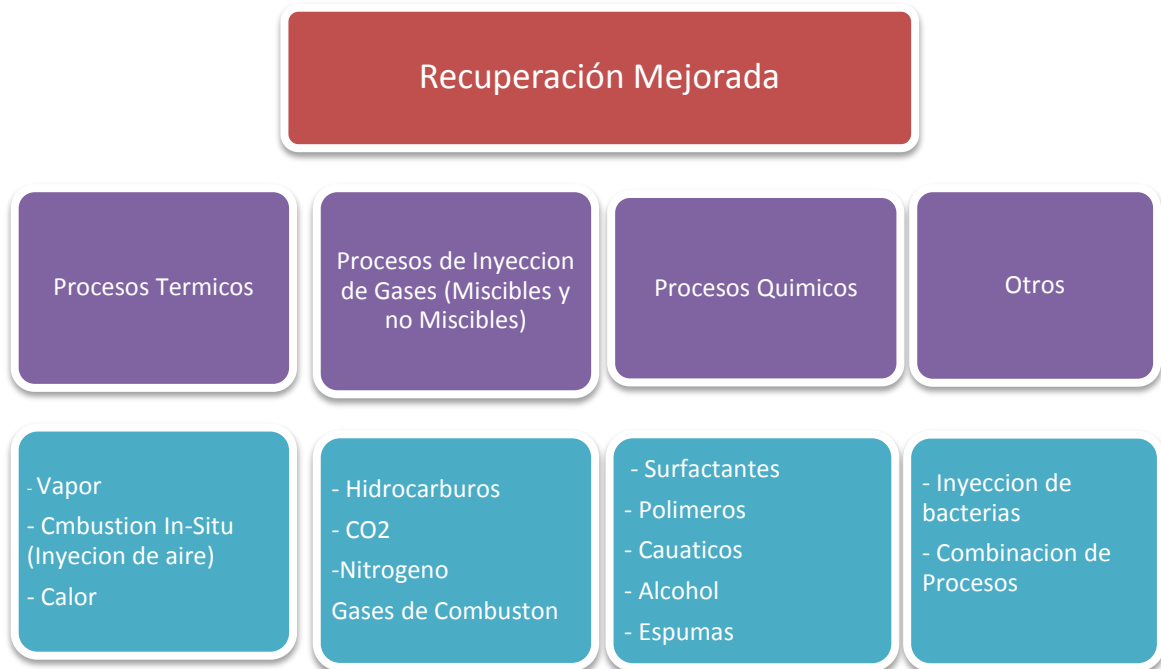 Recuperación Mejorada
Procesos Termicos
Procesos de Inyeccion
de Gases (Miscibles y
no Miscibles)
Procesos Quimicos
Otros
- Vapor
- Cmbustion In-Situ
(Inyecion de aire)
- Calor
- Hidrocarburos
- CO2
-Nitrogeno
Gases de Combuston
- Surfactantes
- Polimeros
- Cauaticos
- Alcohol
- Espumas
- Inyeccion de
bacterias
- Combinacion de
Procesos